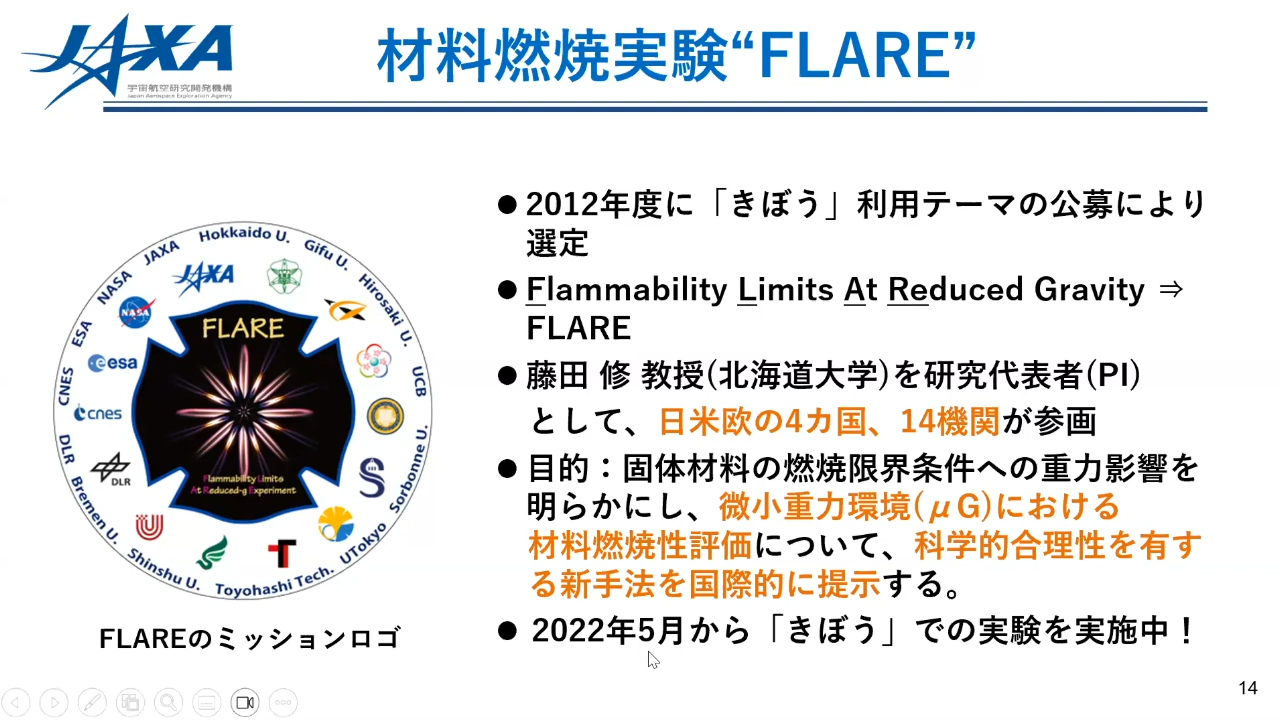 JAXA
宇宙航空研究開発機構
Japan Aerospace Exploration Agency
材料燃焼実験“FLARE”
● 2012年度に「きぼう」利用テーマの公募により
選定
● Flammability Limits At Reduced Gravity ⇒
FLARE
● 藤田 修 教授(北海道大学)を研究代表者(PI)
として、日米欧の4カ国、14機関が参画
● 目的：固体材料の燃焼限界条件への重力影響を
明らかにし、微小重力環境(μG)における
材料燃焼性評価について、科学的合理性を有す
る新手法を国際的に提示する。
● 2022年5月から「きぼう」での実験を実施中！
CNES ESA NASA JAXA Hokkaido U. Gifu U. Hirosaki U. UCB
DLR Bremen U. Shinshu U. Toyohashi Tech. UTokyo Sorbonne U.
JAXA
NASA
esa
cnes
DLR
FLARE
Flammability Limits
At Reduced-g Experiment
FLAREのミッションロゴ
14